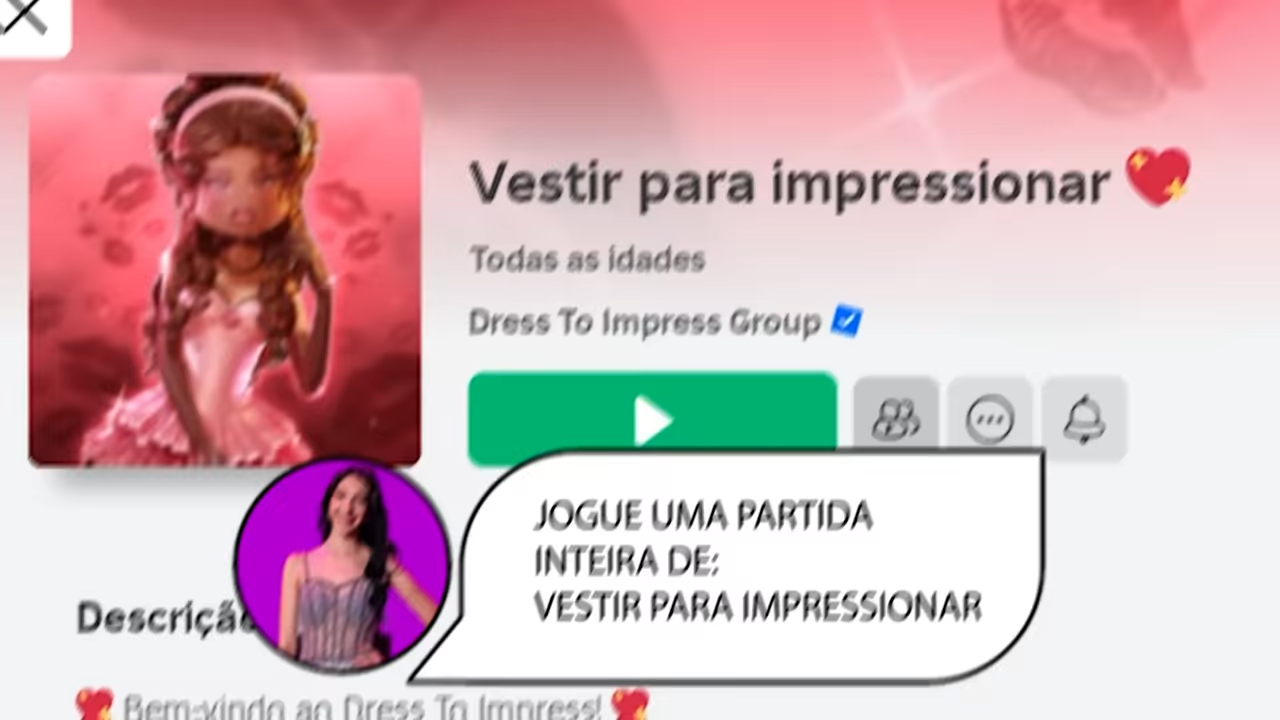 Vestir para impressionar 💖
Todas as idades
Dress To Impress Group
JOGUE UMA PARTIDA
INTEIRA DE:
VESTIR PARA IMPRESSIONAR
Descrição
💖 Bem-vindo ao Dress To Impress! 💖